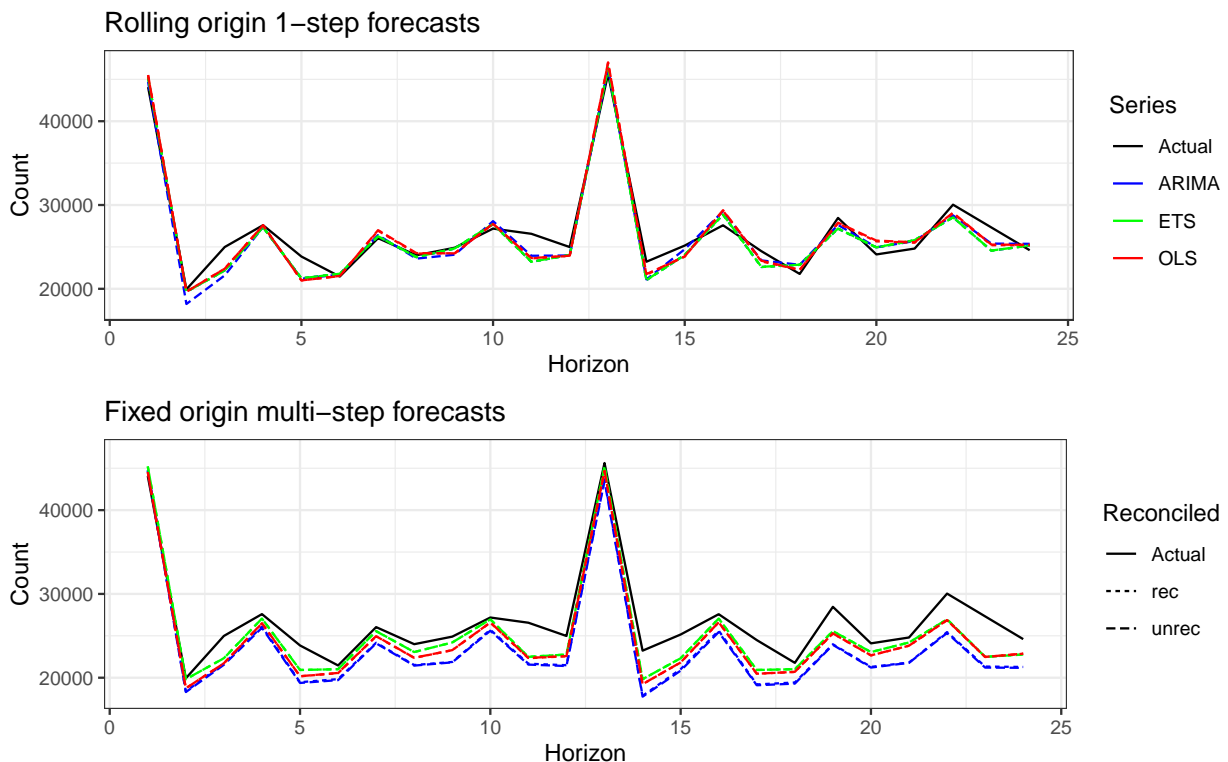 Rolling origin 1−step forecasts
Count
40000
30000
20000
0
5
10
15
20
25
Horizon
Series
Actual
ARIMA
ETS
OLS
Fixed origin multi−step forecasts
Count
40000
30000
20000
0
5
10
15
20
25
Horizon
Reconciled
Actual
rec
unrec